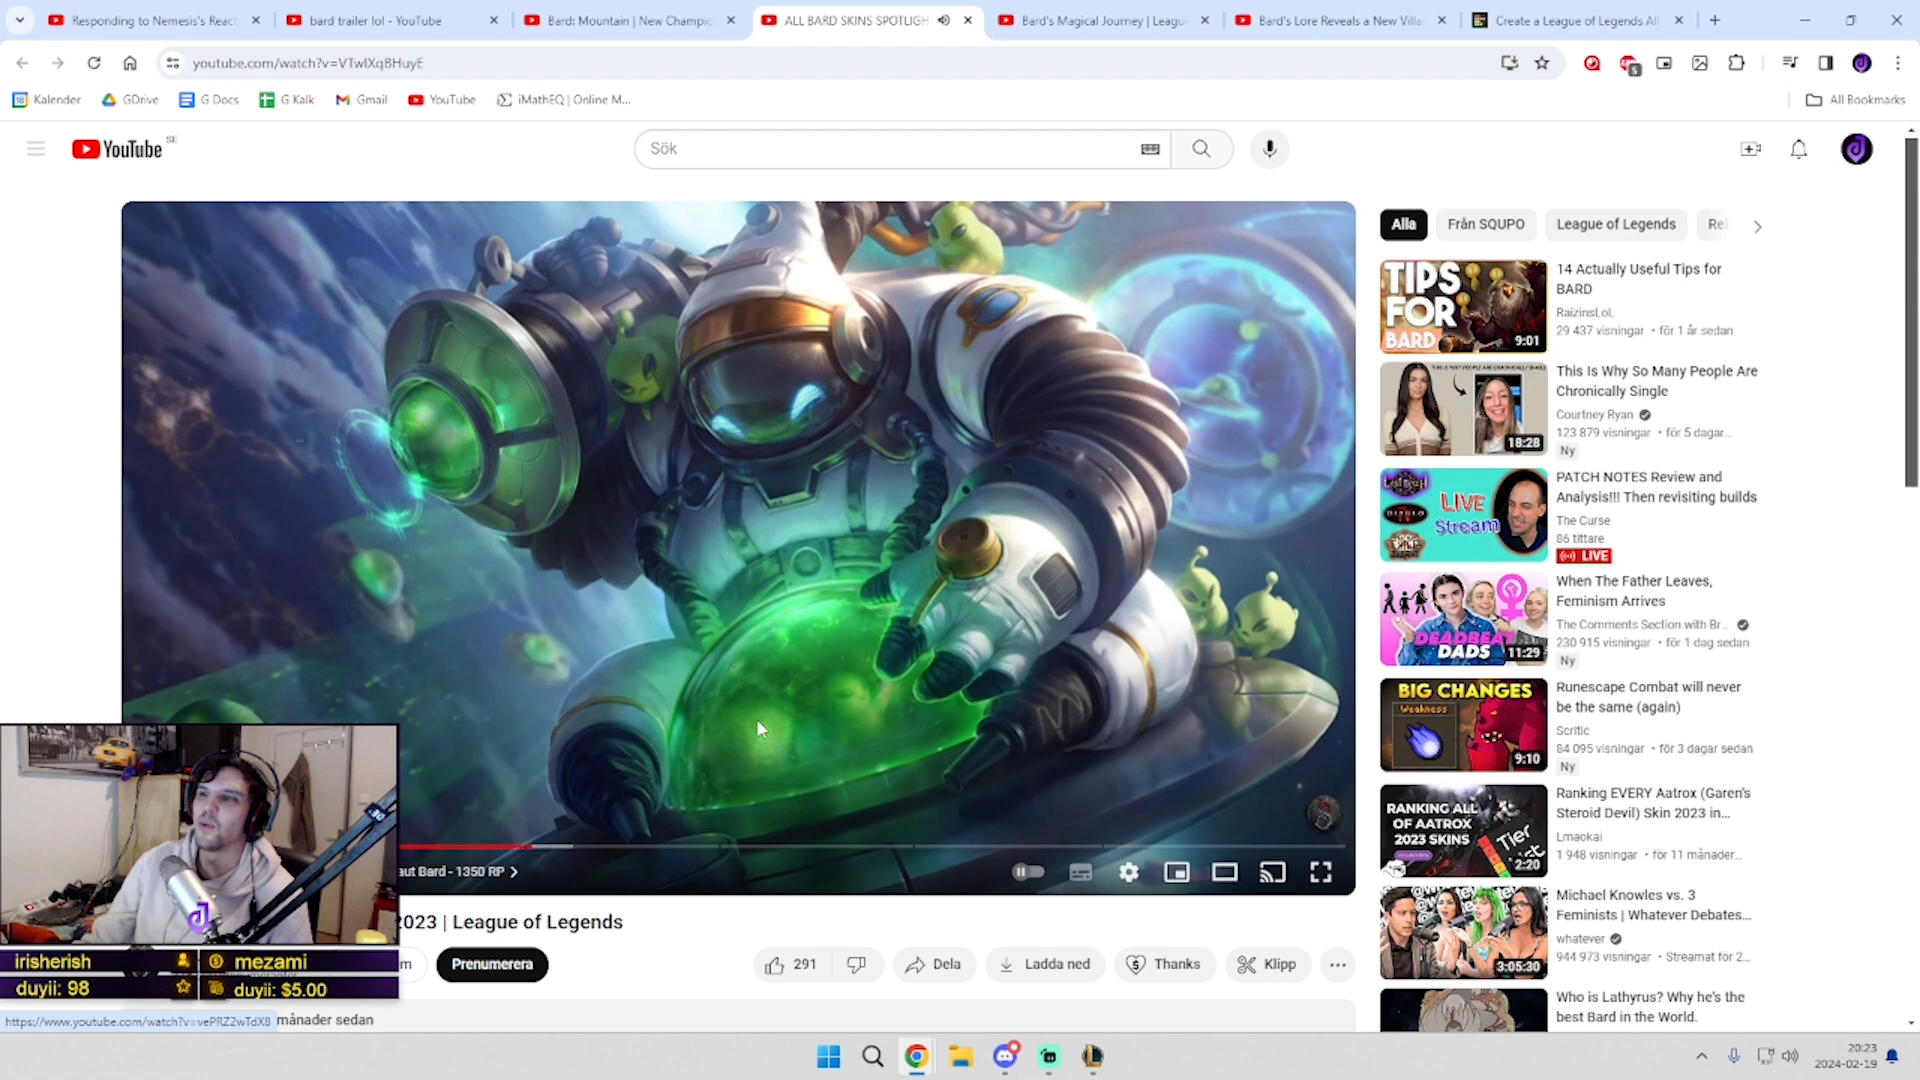 Responding to Nemesis's React
bard trailer lol - YouTube
Bard: Mountain | New Champio
ALL BARD SKINS SPOTLIGH
Bard's Magical Journey | Leagu
Bard's Lore Reveals a New Villa
Create a League of Legends All
youtube.com/watch?v=VTwIXqBHuyE
Kalender
GDrive
G Docs
G Kalk
Gmail
YouTube
iMathEQ | Online M...
All Bookmarks
YouTube SE
Sök
Alla
Från SQUPO
League of Legends
Rel
TIPS FOR BARD
9:01
14 Actually Useful Tips for BARD
RaizinsLoL
29 437 visningar • för 1 år sedan
18:28
This Is Why So Many People Are Chronically Single
Courtney Ryan
123 879 visningar • för 5 dagar...
Ny
LIVE Stream
PATCH NOTES Review and Analysis!!! Then revisiting builds
The Curse
86 tittare
LIVE
DEADBEAT DADS
11:29
When The Father Leaves, Feminism Arrives
The Comments Section with Br...
230 915 visningar • för 1 dag sedan
Ny
BIG CHANGES
Weakness
9:10
Runescape Combat will never be the same (again)
Scritic
84 095 visningar • för 3 dagar sedan
Ny
RANKING ALL OF AATROX 2023 SKINS
2:20
Ranking EVERY Aatrox (Garen's Steroid Devil) Skin 2023 in...
Lmaokai
1 948 visningar • för 11 månader...
3:05:30
Michael Knowles vs. 3 Feminists | Whatever Debates...
whatever
944 973 visningar • Streamat för 2...
Who is Lathyrus? Why he's the best Bard in the World.
aut Bard - 1350 RP
2023 | League of Legends
m
Prenumerera
291
Dela
Ladda ned
Thanks
Klipp
irisherish
mezami
duyii: 98
duyii: $5.00
https://www.youtube.com/watch?v=vePRZ2wTdX8
månader sedan
20:23
2024-02-19